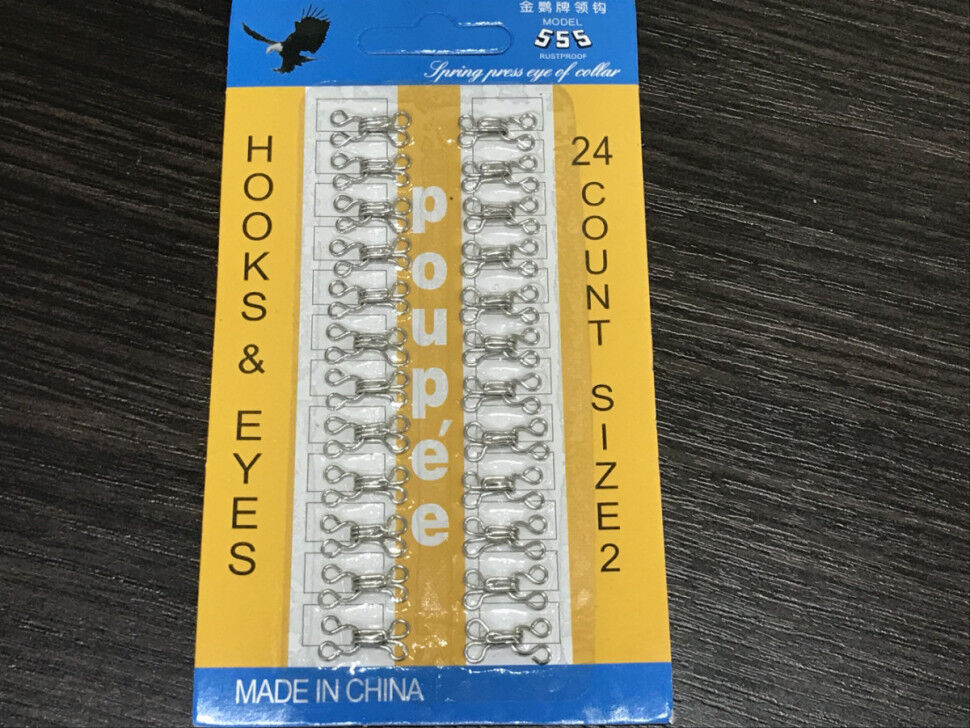 金鹦牌领钩
MODEL
555
RUSTPROOF
Spring press eye of collar
HOOKS & EYES
poupée
24 COUNT SIZE 2
MADE IN CHINA